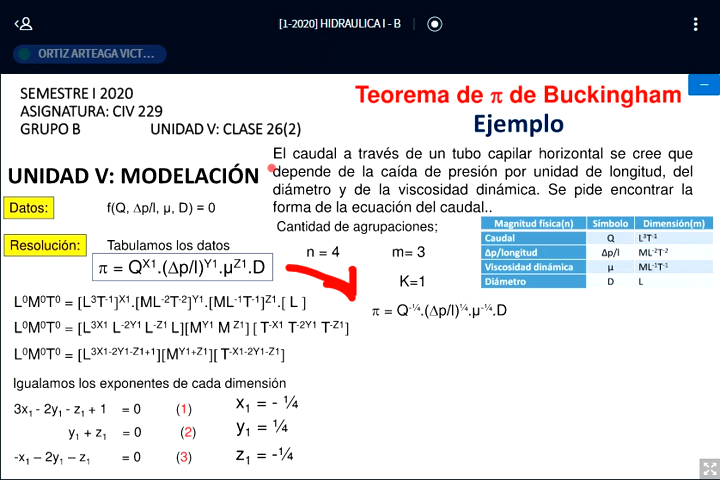 [1-2020] HIDRAULICA I - B
ORTIZ ARTEAGA VICT...
SEMESTRE I 2020
ASIGNATURA: CIV 229
GRUPO B UNIDAD V: CLASE 26(2)
Teorema de π de Buckingham
Ejemplo
UNIDAD V: MODELACIÓN
El caudal a través de un tubo capilar horizontal se cree que
depende de la caída de presión por unidad de longitud, del
diámetro y de la viscosidad dinámica. Se pide encontrar la
forma de la ecuación del caudal..
Datos: f(Q, Δp/l, µ, D) = 0
Cantidad de agrupaciones;
n = 4 m= 3
K=1
Magnitud física(n) Símbolo Dimensión(m)
Caudal Q L³T⁻¹
Δp/longitud Δp/l ML⁻²T⁻²
Viscosidad dinámica µ ML⁻¹T⁻¹
Diámetro D L
Resolución: Tabulamos los datos
π = Q^X1.(Δp/l)^Y1.µ^Z1.D
π = Q^-¼.(Δp/l)^¼.µ^-¼.D
L⁰M⁰T⁰ = [L³T⁻¹]^X1.[ML⁻²T⁻²]^Y1.[ML⁻¹T⁻¹]^Z1.[ L ]
L⁰M⁰T⁰ = [L^3X1 L^-2Y1 L^-Z1 L][M^Y1 M^Z1] [ T^-X1 T^-2Y1 T^-Z1]
L⁰M⁰T⁰ = [L^3X1-2Y1-Z1+1][M^Y1+Z1][ T^-X1-2Y1-Z1]
Igualamos los exponentes de cada dimensión
3x₁ - 2y₁ - z₁ + 1 = 0 (1) x₁ = - ¼
y₁ + z₁ = 0 (2) y₁ = ¼
-x₁ – 2y₁ – z₁ = 0 (3) z₁ = -¼